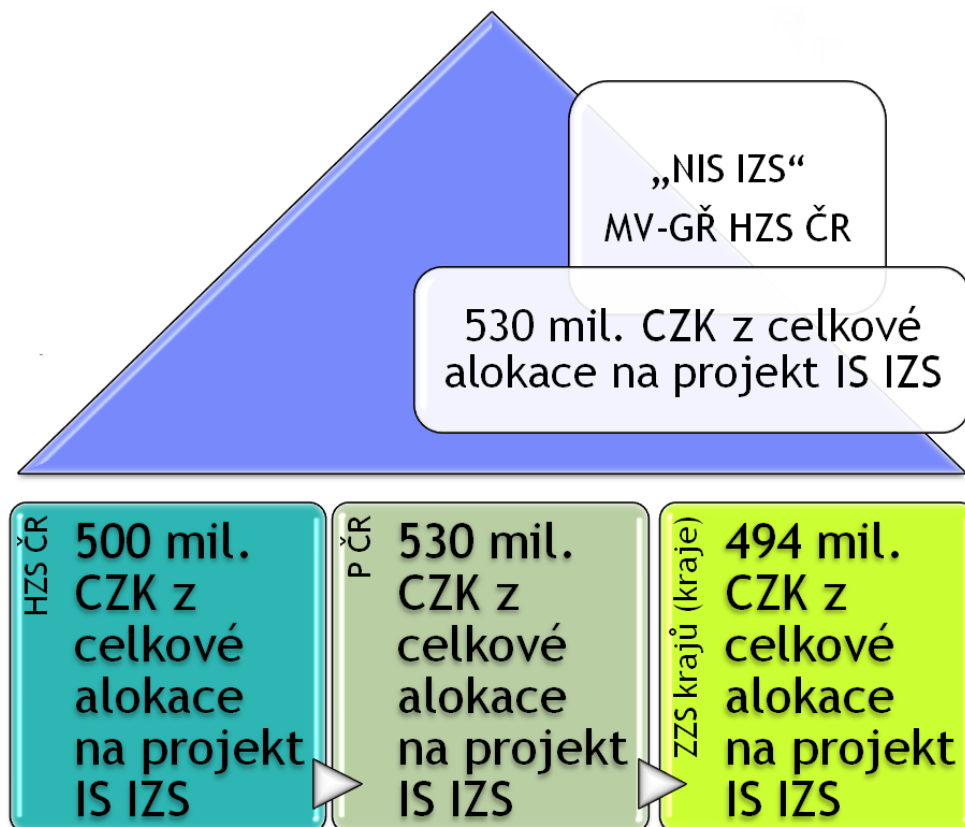 „NIS IZS“
MV-GŘ HZS ČR
530 mil. CZK z celkové
alokace na projekt IS IZS
HZS ČR
500 mil.
CZK z
celkové
alokace
na projekt
IS IZS
P ČR
530 mil.
CZK z
celkové
alokace
na projekt
IS IZS
ZZS krajů (kraje)
494 mil.
CZK z
celkové
alokace
na projekt
IS IZS